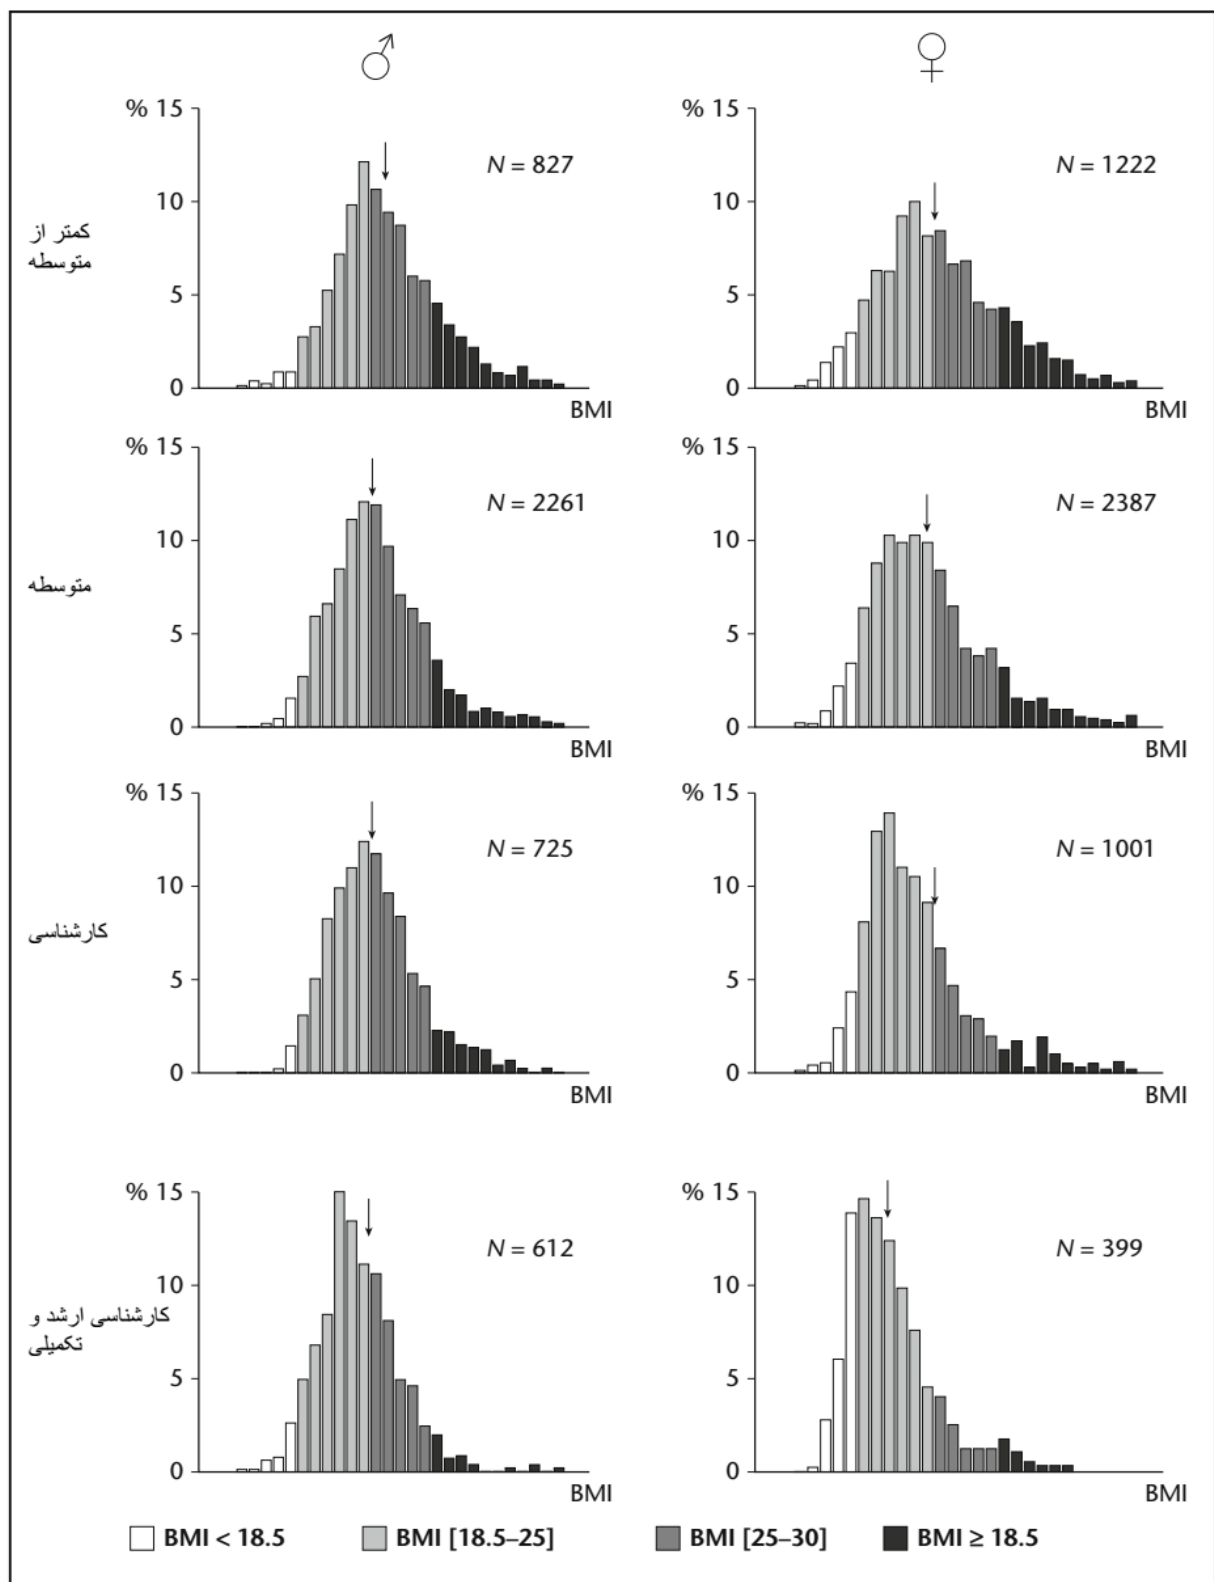 ♂ ♀
% 15 % 15
N = 827 N = 1222
10 10
کمتر از
متوسطه
5 5
0 0
BMI BMI
% 15 % 15
N = 2261 N = 2387
10 10
متوسطه
5 5
0 0
BMI BMI
% 15 % 15
N = 725 N = 1001
10 10
کارشناسی
5 5
0 0
BMI BMI
% 15 % 15
N = 612 N = 399
10 10
کارشناسی ارشد و
تکمیلی
5 5
0 0
BMI BMI
BMI < 18.5 BMI [18.5–25] BMI [25–30] BMI ≥ 18.5